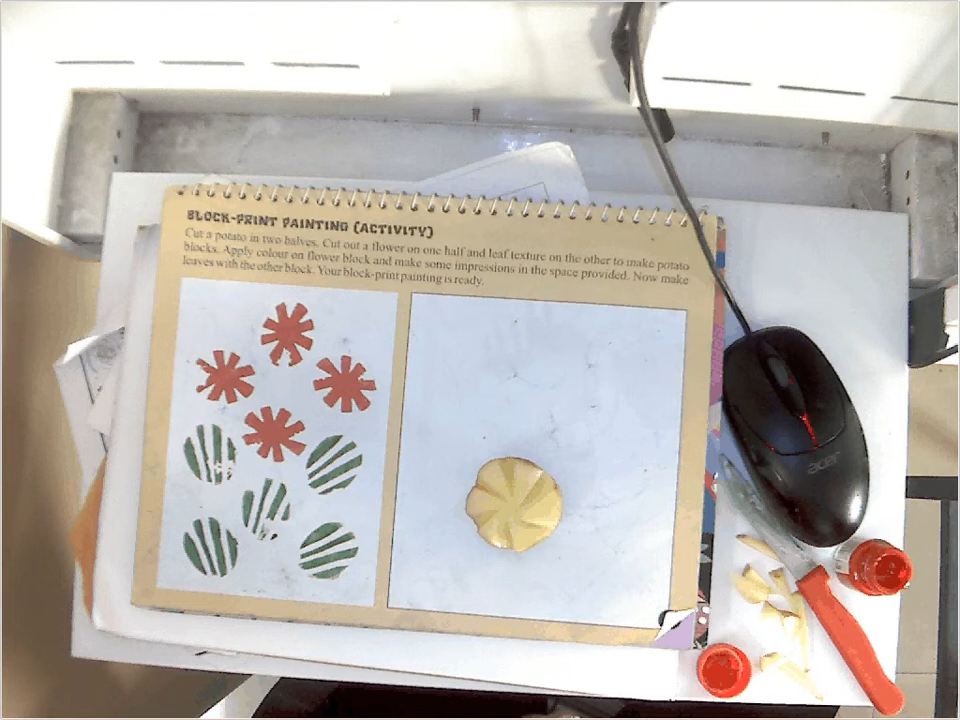 BLOCK-PRINT PAINTING (ACTIVITY)
Cut a potato in two halves. Cut out a flower on one half and leaf texture on the other to make potato
blocks. Apply colour on flower block and make some impressions in the space provided. Now make
leaves with the other block. Your block-print painting is ready.
acer